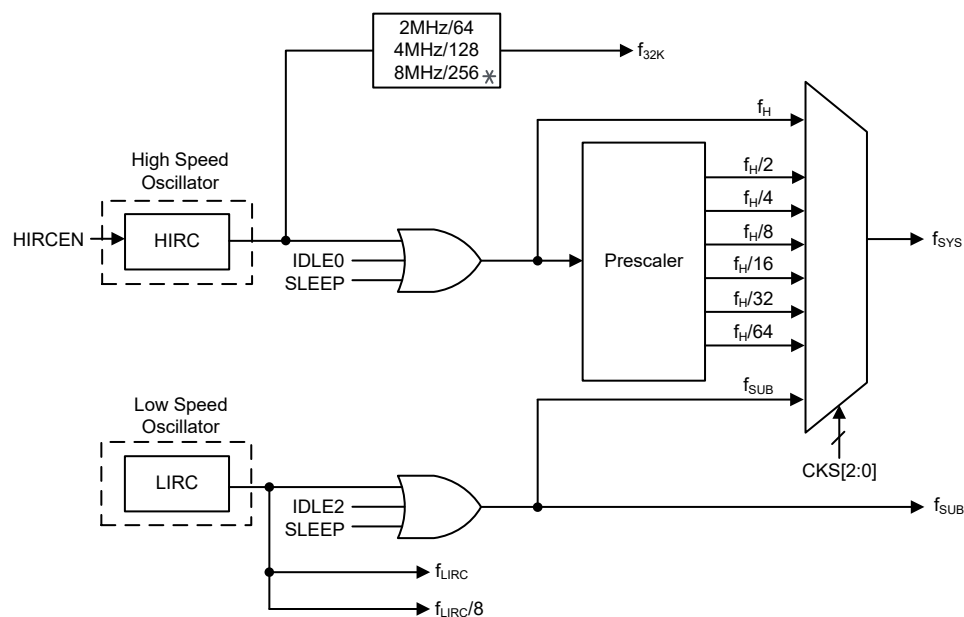 2MHz/64
4MHz/128
8MHz/256 *
f32K
fH
High Speed
Oscillator
fH/2
fH/4
HIRCEN
HIRC
IDLE0
SLEEP
Prescaler
fH/8
fH/16
fH/32
fH/64
fSYS
Low Speed
Oscillator
fSUB
CKS[2:0]
LIRC
IDLE2
SLEEP
fSUB
fLIRC
fLIRC/8